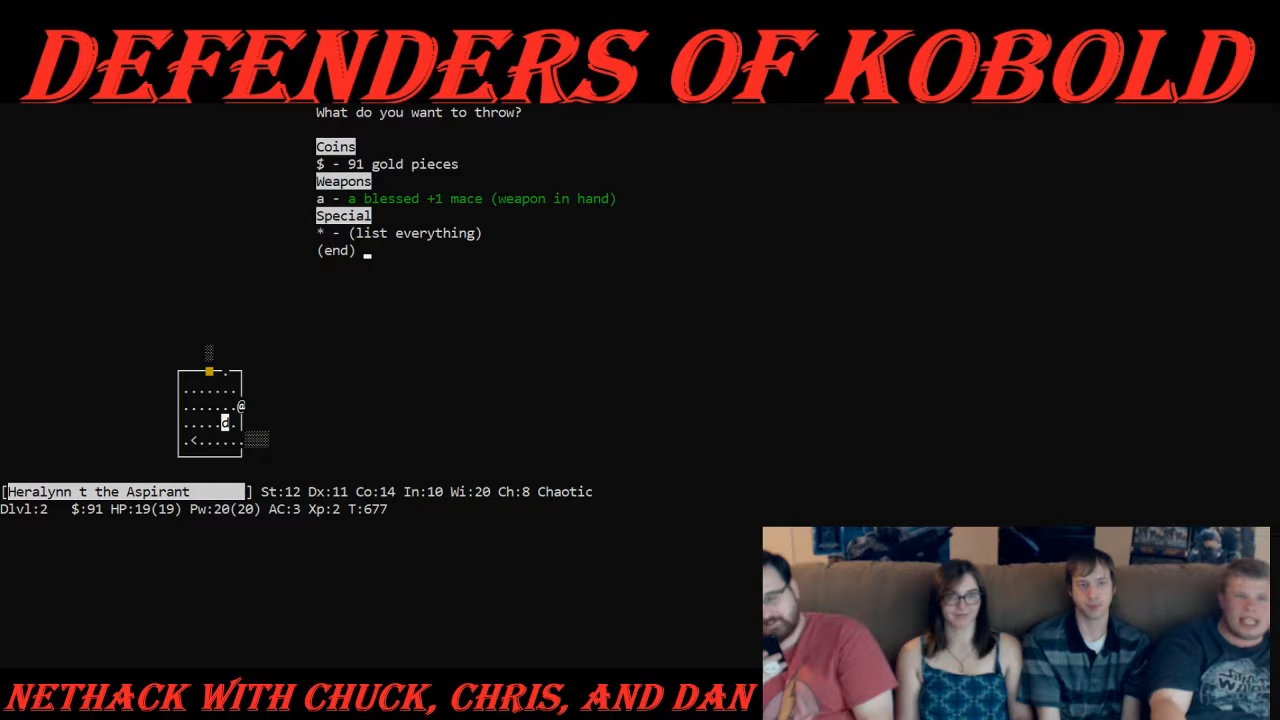 DEFENDERS OF KOBOLD
What do you want to throw?
Coins
$ - 91 gold pieces
Weapons
a - a blessed +1 mace (weapon in hand)
Special
* - (list everything)
(end)
[Heralynn t the Aspirant ] St:12 Dx:11 Co:14 In:10 Wi:20 Ch:8 Chaotic
Dlvl:2 $:91 HP:19(19) Pw:20(20) AC:3 Xp:2 T:677
NETHACK WITH CHUCK, CHRIS, AND DAN